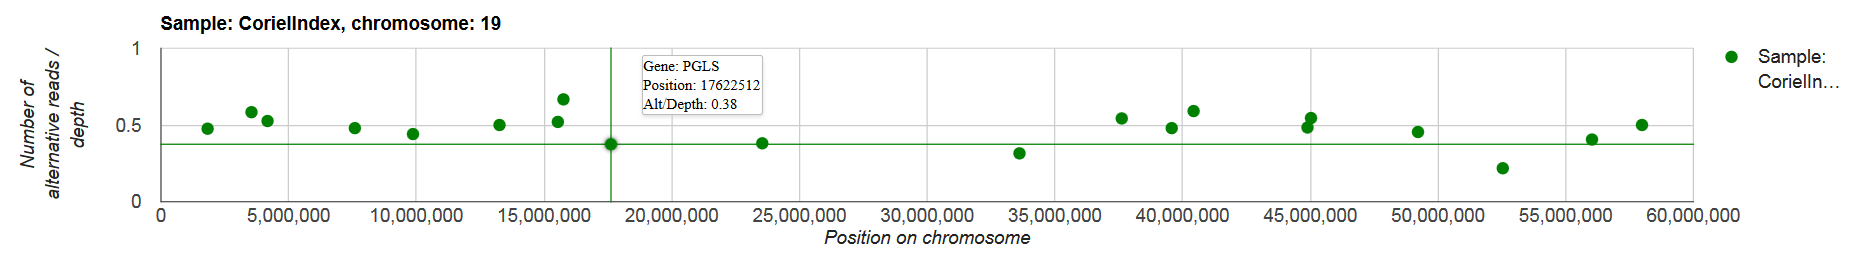 Sample: CorielIndex, chromosome: 19
Number of
alternative reads /
depth
1
0.5
0
Gene: PGLS
Position: 17622512
Alt/Depth: 0.38
Sample:
CorielIn…
0 5,000,000 10,000,000 15,000,000 20,000,000 25,000,000 30,000,000 35,000,000 40,000,000 45,000,000 50,000,000 55,000,000 60,000,000
Position on chromosome